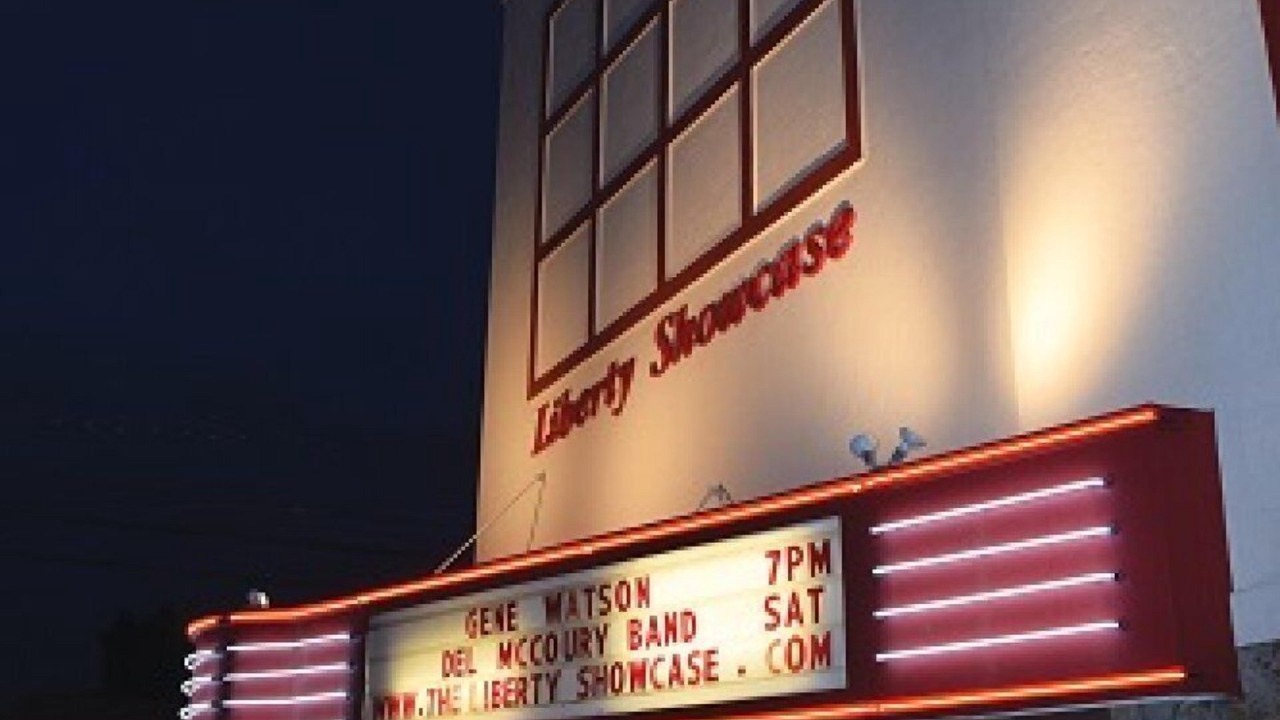 Liberty Showcase
GENE WATSON 7PM
DEL MCCOURY BAND SAT
WWW.THE LIBERTY SHOWCASE.COM